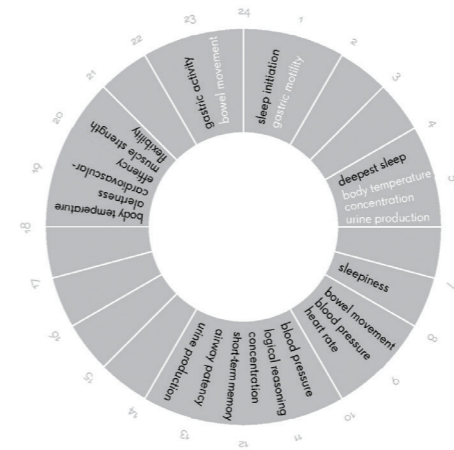 24
1
2
3
4
5
7
8
9
10
11
12
13
14
15
16
17
18
19
20
21
22
23
sleep initiation
gastric motility
deepest sleep
body temperature
concentration
urine production
sleepiness
bowel movement
blood pressure
heart rate
blood pressure
logical reasoning
concentration
short-term memory
airway patency
urine production
body temperature
alertness
cardiovascular-
effiency
muscle strength
flexibility
gastric activity
bowel movement